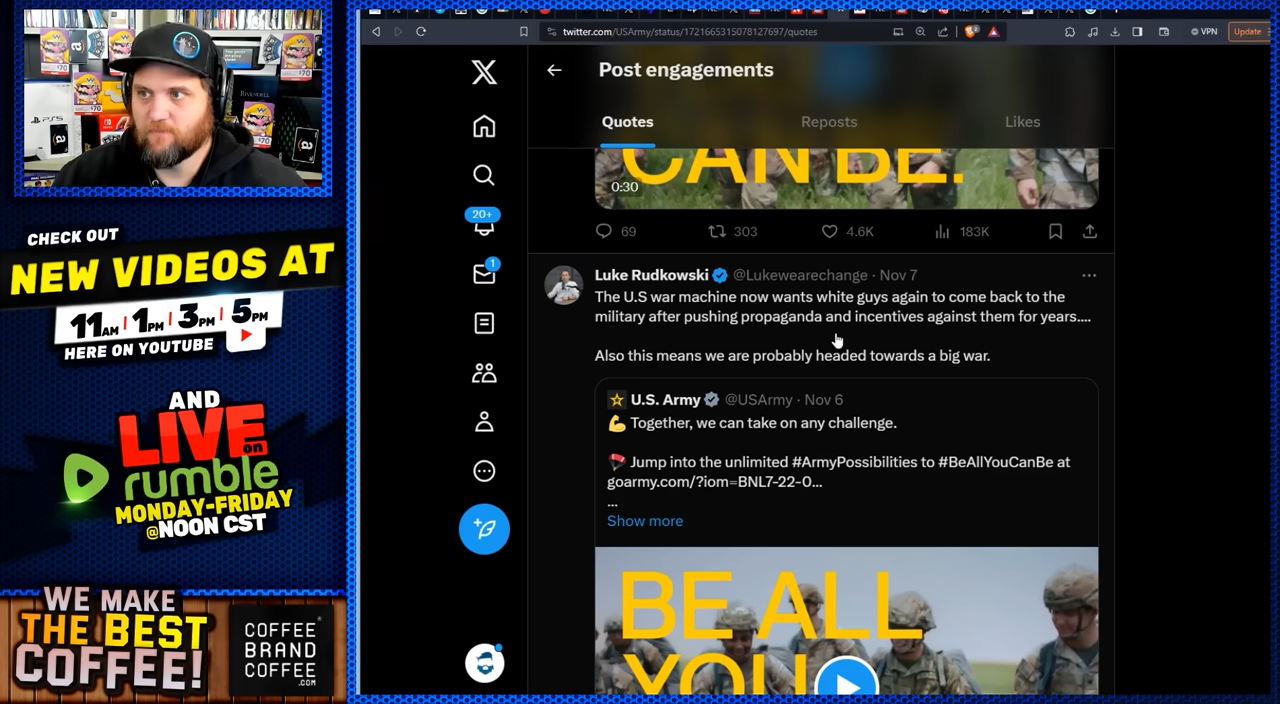 twitter.com/USArmy/status/1721665315078127697/quotes
VPN
Update
Post engagements
Quotes
Reposts
Likes
20+
1
CAN BE.
0:30
69
303
4.6K
183K
Luke Rudkowski @Lukewearechange · Nov 7
The U.S war machine now wants white guys again to come back to the
military after pushing propaganda and incentives against them for years....
Also this means we are probably headed towards a big war.
U.S. Army @USArmy · Nov 6
💪 Together, we can take on any challenge.
🪂 Jump into the unlimited #ArmyPossibilities to #BeAllYouCanBe at
goarmy.com/?iom=BNL7-22-0...
...
Show more
BE ALL
YOU
RIVENDELL
PS5
$70
$70
$70
$70
CHECK OUT
NEW VIDEOS AT
11AM | 1PM | 3PM | 5PM
HERE ON YOUTUBE
AND
LIVE on
rumble
MONDAY-FRIDAY
@NOON CST
WE MAKE
THE BEST
COFFEE!
COFFEE
BRAND
COFFEE
.COM